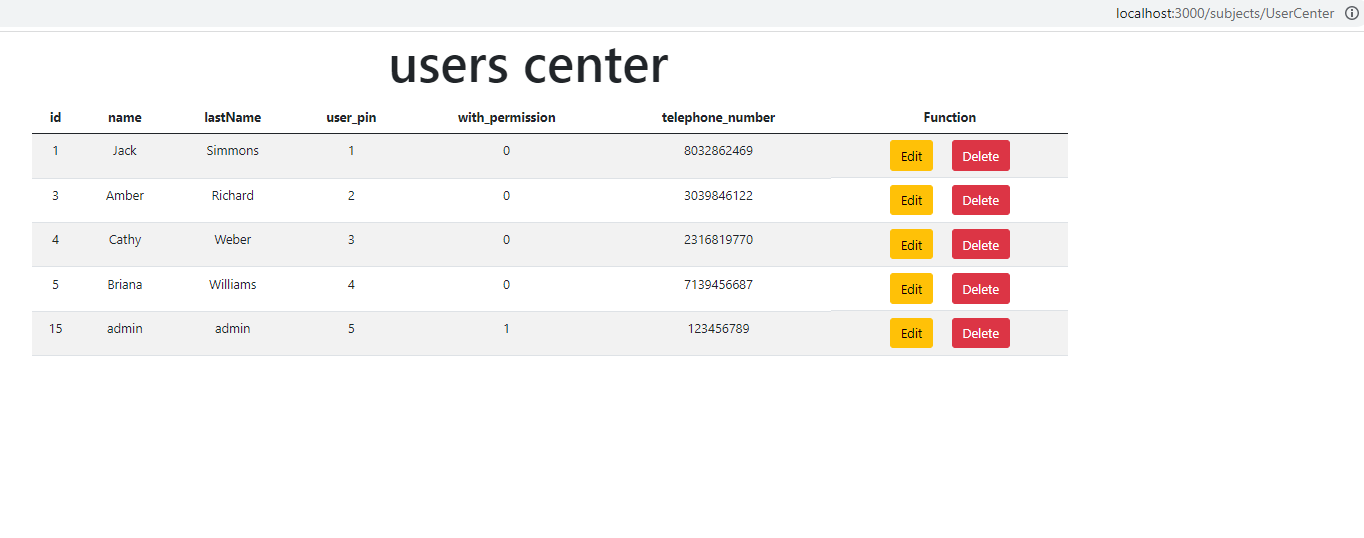 localhost:3000/subjects/UserCenter
users center
id name lastName user_pin with_permission telephone_number Function
1 Jack Simmons 1 0 8032862469 Edit Delete
3 Amber Richard 2 0 3039846122 Edit Delete
4 Cathy Weber 3 0 2316819770 Edit Delete
5 Briana Williams 4 0 7139456687 Edit Delete
15 admin admin 5 1 123456789 Edit Delete